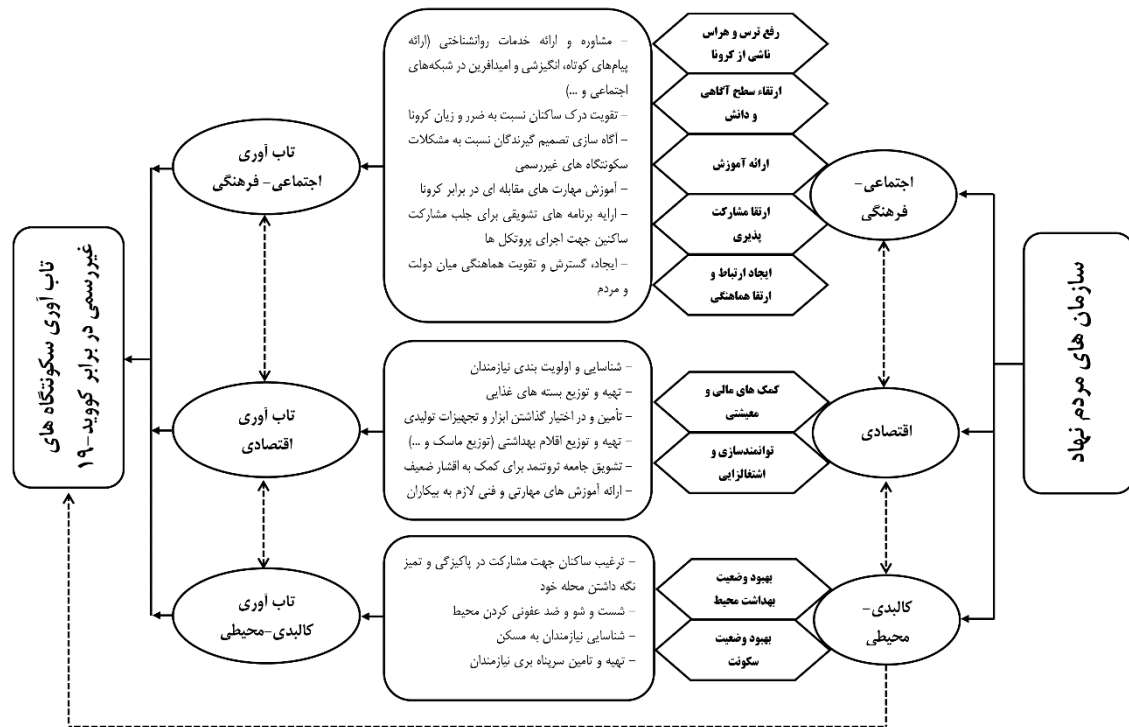 سازمان های مردم نهاد
اجتماعی-
فرهنگی
اقتصادی
کالبدی-
محیطی
رفع ترس و هراس
ناشی از کرونا
ارتقاء سطح آگاهی
و دانش
ارائه آموزش
ارتقا مشارکت
پذیری
ایجاد ارتباط و
ارتقا هماهنگی
کمک های مالی و
معیشتی
توانمندسازی و
اشتغالزایی
بهبود وضعیت
بهداشت محیط
بهبود وضعیت
سکونت
- مشاوره و ارائه خدمات روانشناختی (ارائه
پیام‌های کوتاه، انگیزشی و امیدافرین در شبکه‌های
اجتماعی و ...)
- تقویت درک ساکنان نسبت به ضرر و زیان کرونا
- آگاه سازی تصمیم گیرندگان نسبت به مشکلات
سکونتگاه های غیررسمی
- آموزش مهارت های مقابله ای در برابر کرونا
- ارایه برنامه های تشویقی برای جلب مشارکت
ساکنین جهت اجرای پروتکل ها
- ایجاد، گسترش و تقویت هماهنگی میان دولت
و مردم
- شناسایی و اولویت بندی نیازمندان
- تهیه و توزیع بسته های غذایی
- تأمین و در اختیار گذاشتن ابزار و تجهیزات تولیدی
- تهیه و توزیع اقلام بهداشتی (توزیع ماسک و ...)
- تشویق جامعه ثروتنمد برای کمک به اقشار ضعیف
- ارائه آموزش های مهارتی و فنی لازم به بیکاران
- ترغیب ساکنان جهت مشارکت در پاکیزگی و تمیز
نگه داشتن محله خود
- شست و شو و ضد عفونی کردن محیط
- شناسایی نیازمندان به مسکن
- تهیه و تامین سرپناه بری نیازمندان
تاب آوری
اجتماعی- فرهنگی
تاب آوری
اقتصادی
تاب آوری
کالبدی-محیطی
تاب آوری سکونتگاه های
غیررسمی در برابر کووید-۱۹